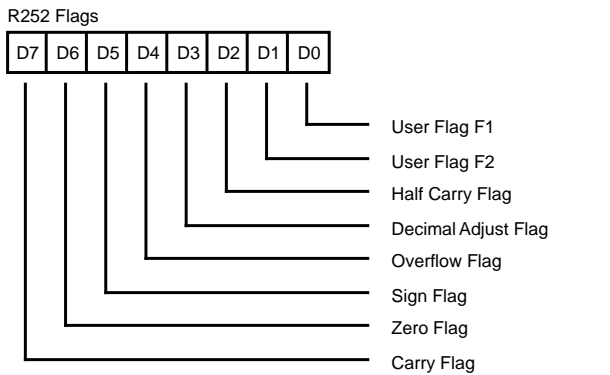 R252 Flags
D7 D6 D5 D4 D3 D2 D1 D0
User Flag F1
User Flag F2
Half Carry Flag
Decimal Adjust Flag
Overflow Flag
Sign Flag
Zero Flag
Carry Flag